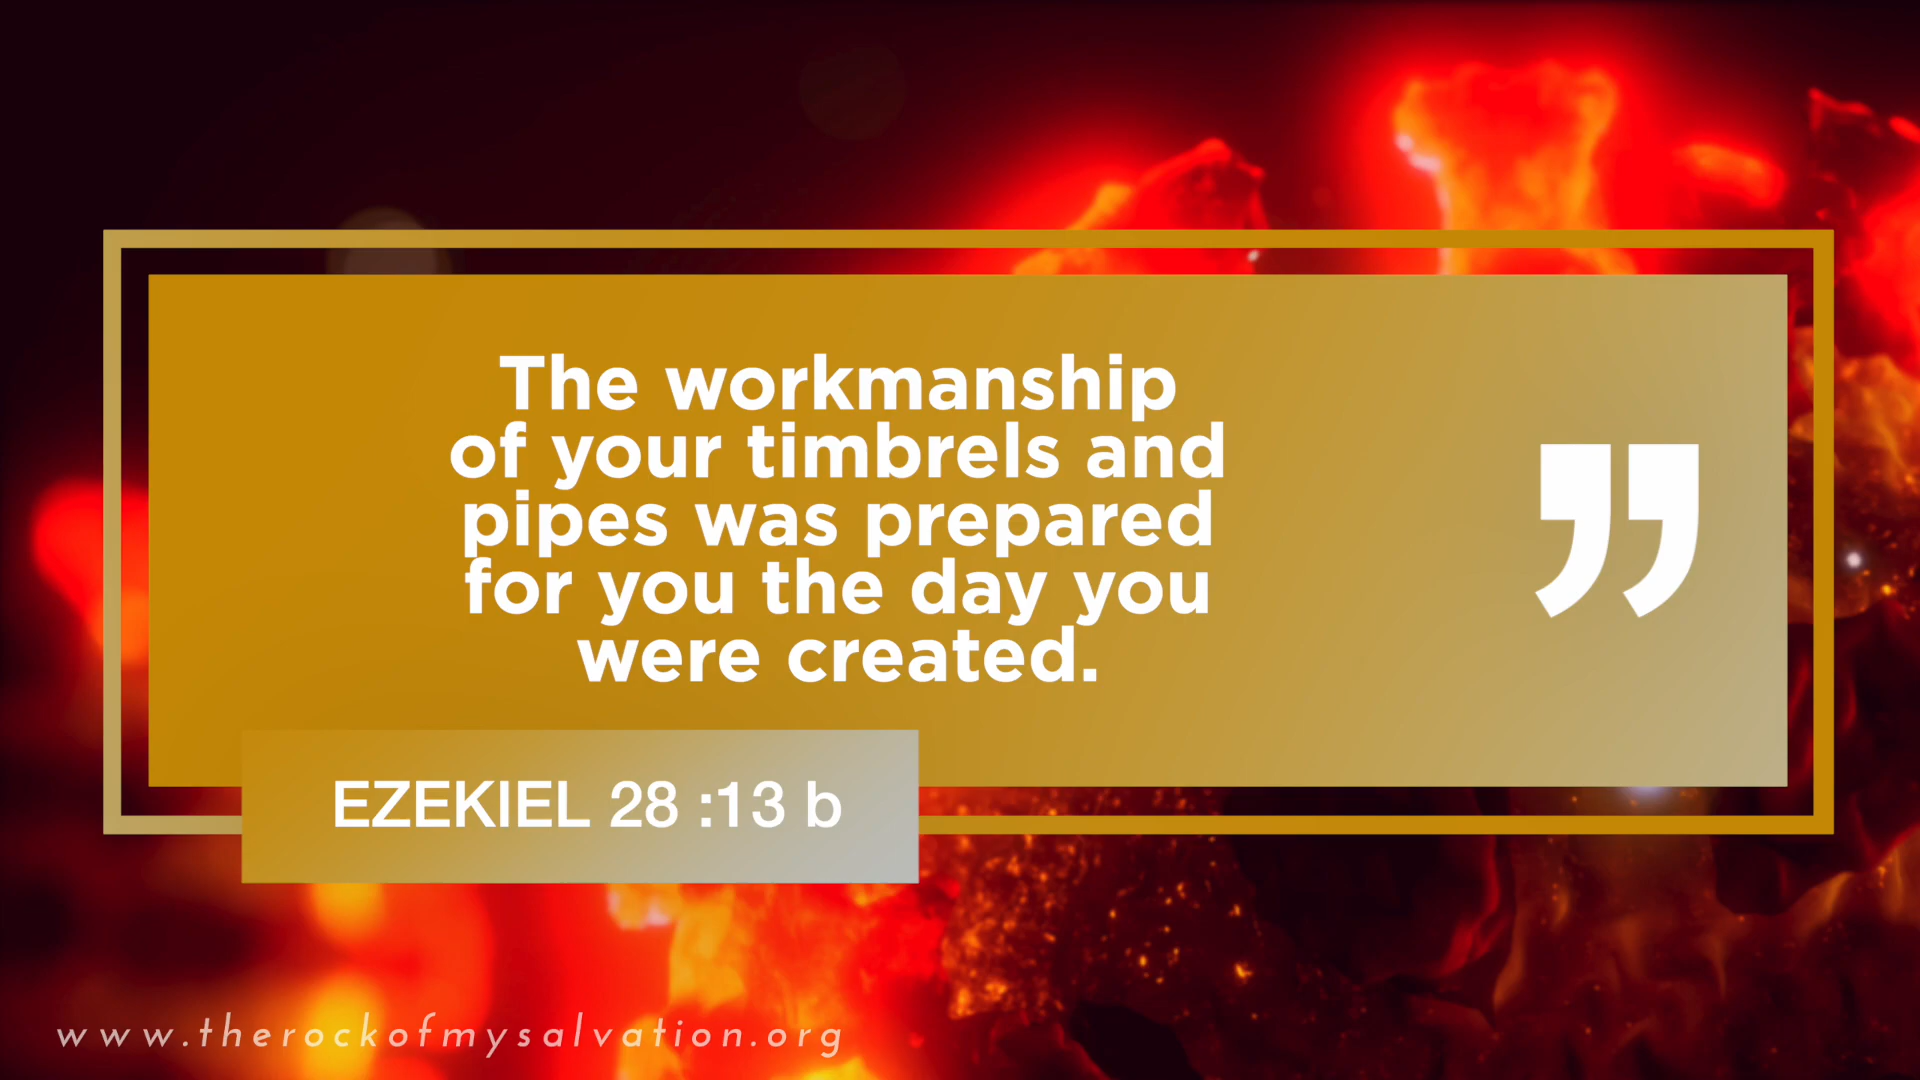 The workmanship
of your timbrels and
pipes was prepared
for you the day you
were created.
”
EZEKIEL 28 :13 b
www.therockofmysalvation.org